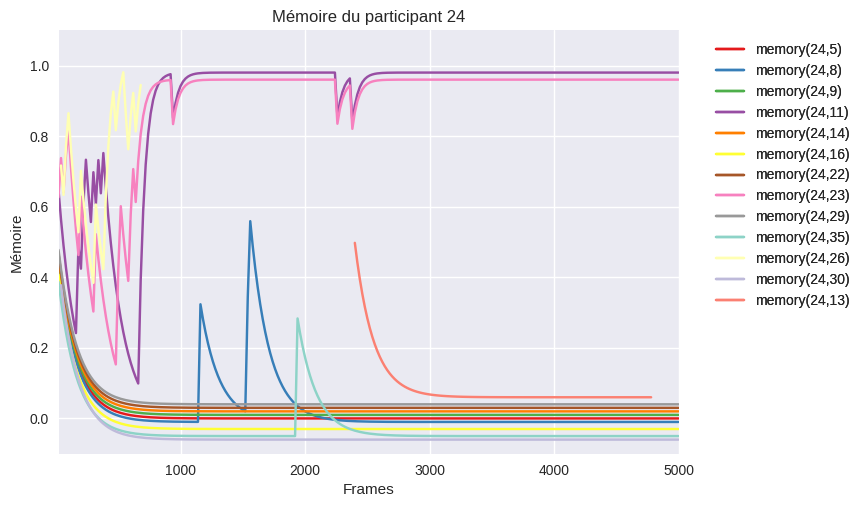 Mémoire du participant 24
Mémoire
1.0
0.8
0.6
0.4
0.2
0.0
1000
2000
3000
4000
5000
Frames
memory(24,5)
memory(24,8)
memory(24,9)
memory(24,11)
memory(24,14)
memory(24,16)
memory(24,22)
memory(24,23)
memory(24,29)
memory(24,35)
memory(24,26)
memory(24,30)
memory(24,13)